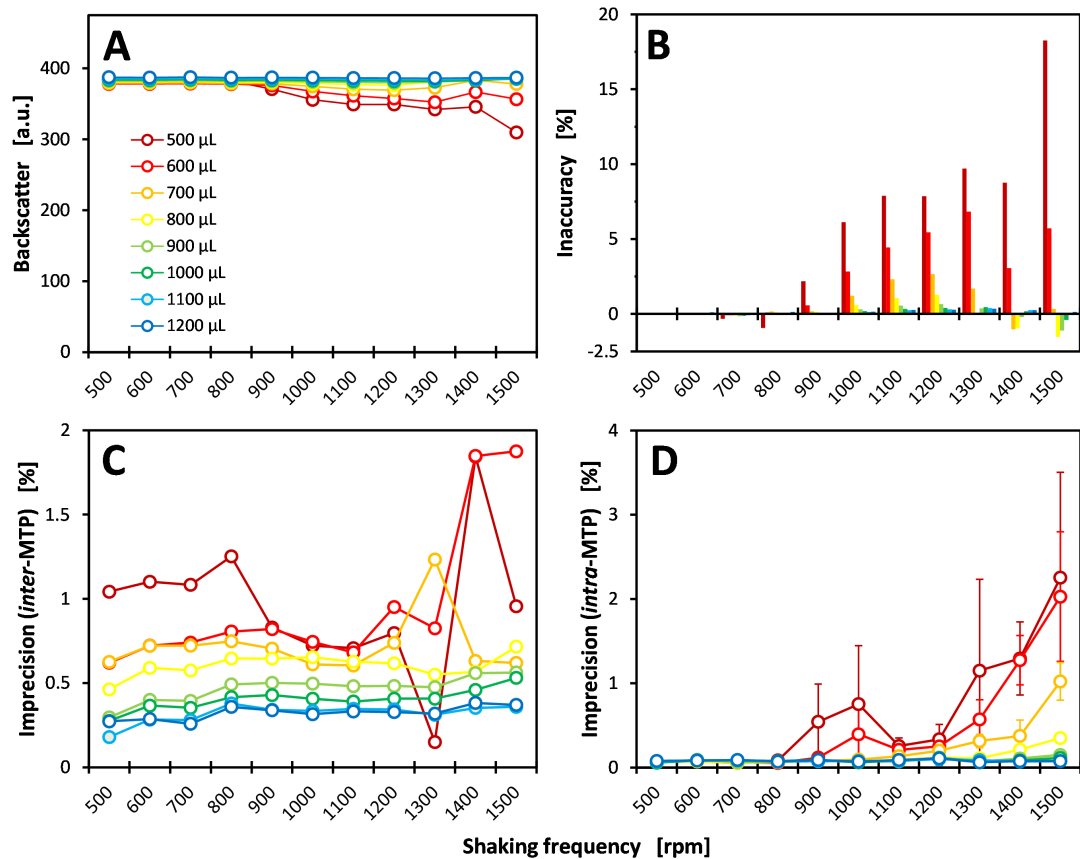 A
Backscatter [a.u.]
400
300
200
100
0
500 µL
600 µL
700 µL
800 µL
900 µL
1000 µL
1100 µL
1200 µL
500 600 700 800 900 1000 1100 1200 1300 1400 1500
B
Inaccuracy [%]
20
15
10
5
0
-2.5
500 600 700 800 900 1000 1100 1200 1300 1400 1500
C
Imprecision (inter-MTP) [%]
2
1.5
1
0.5
0
500 600 700 800 900 1000 1100 1200 1300 1400 1500
D
Imprecision (intra-MTP) [%]
4
3
2
1
0
500 600 700 800 900 1000 1100 1200 1300 1400 1500
Shaking frequency [rpm]